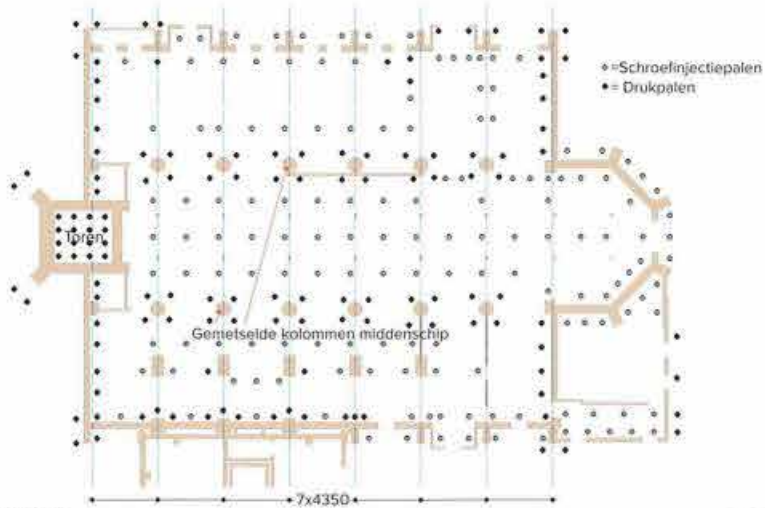 =Schroefinjectiepalen
= Drukpalen
Toren
Gemetselde kolommen middenschip
7x4350